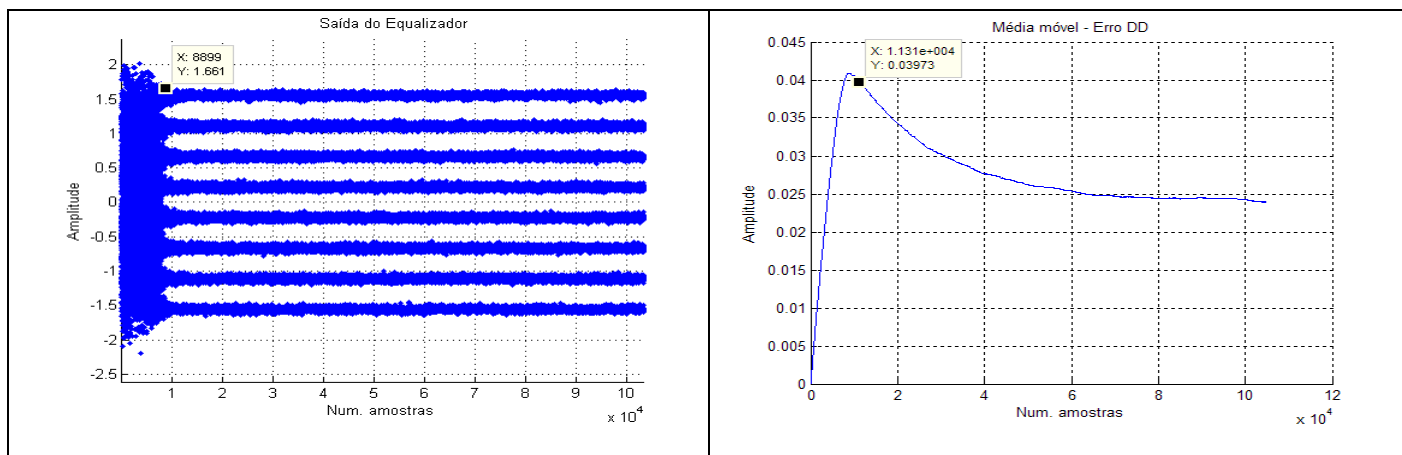 Saída do Equalizador
X: 8899
Y: 1.661
2
1.5
1
0.5
0
-0.5
-1
-1.5
-2
-2.5
Amplitude
1 2 3 4 5 6 7 8 9 10
Num. amostras
x 10^4
Média móvel - Erro DD
X: 1.131e+004
Y: 0.03973
0.045
0.04
0.035
0.03
0.025
0.02
0.015
0.01
0.005
0
Amplitude
0 2 4 6 8 10 12
Num. amostras
x 10^4